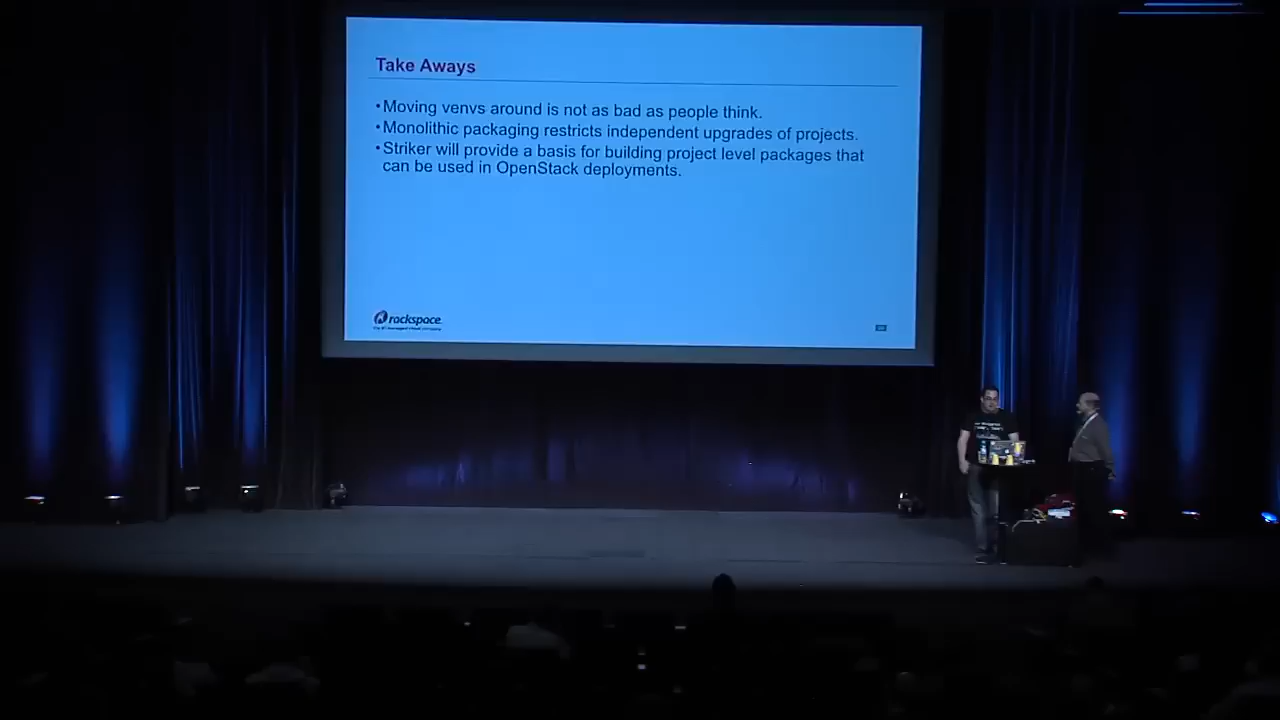 Take Aways
•Moving venvs around is not as bad as people think.
•Monolithic packaging restricts independent upgrades of projects.
•Striker will provide a basis for building project level packages that
can be used in OpenStack deployments.
rackspace